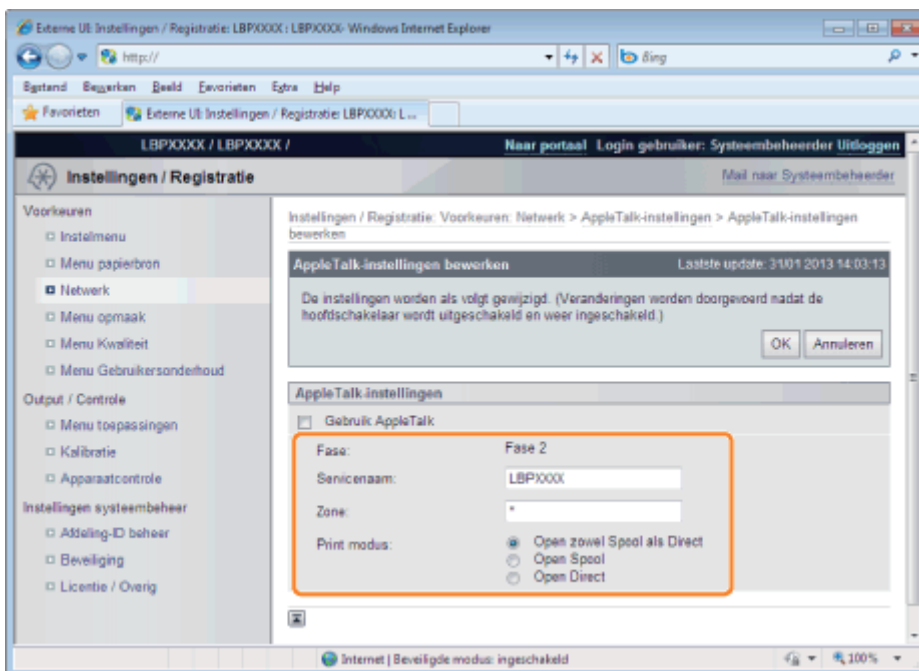 Externe UI: Instellingen / Registratie: LBPXXXX : LBPXXXX- Windows Internet Explorer
http://
Bing
Bestand Bewerken Beeld Favorieten Extra Help
Favorieten
Externe UI: Instellingen / Registratie: LBPXXXX: L...
LBPXXXX / LBPXXXX /
Naar portaal Login gebruiker: Systeembeheerder Uitloggen
Instellingen / Registratie
Mail naar Systeembeheerder
Voorkeuren
Instelmenu
Menu papierbron
Netwerk
Menu opmaak
Menu Kwaliteit
Menu Gebruikersonderhoud
Output / Controle
Menu toepassingen
Kalibratie
Apparaatcontrole
Instellingen systeembeheer
Afdeling-ID beheer
Beveiliging
Licentie / Overig
Instellingen / Registratie: Voorkeuren: Netwerk > AppleTalk-instellingen > AppleTalk-instellingen
bewerken
AppleTalk-instellingen bewerken
Laatste update: 31/01 2013 14:03:13
De instellingen worden als volgt gewijzigd. (Veranderingen worden doorgevoerd nadat de
hoofdschakelaar wordt uitgeschakeld en weer ingeschakeld.)
OK Annuleren
AppleTalk-instellingen
Gebruik AppleTalk
Fase: Fase 2
Servicenaam: LBPXXXX
Zone: *
Print modus: Open zowel Spool als Direct
Open Spool
Open Direct
Internet | Beveiligde modus: ingeschakeld
100%